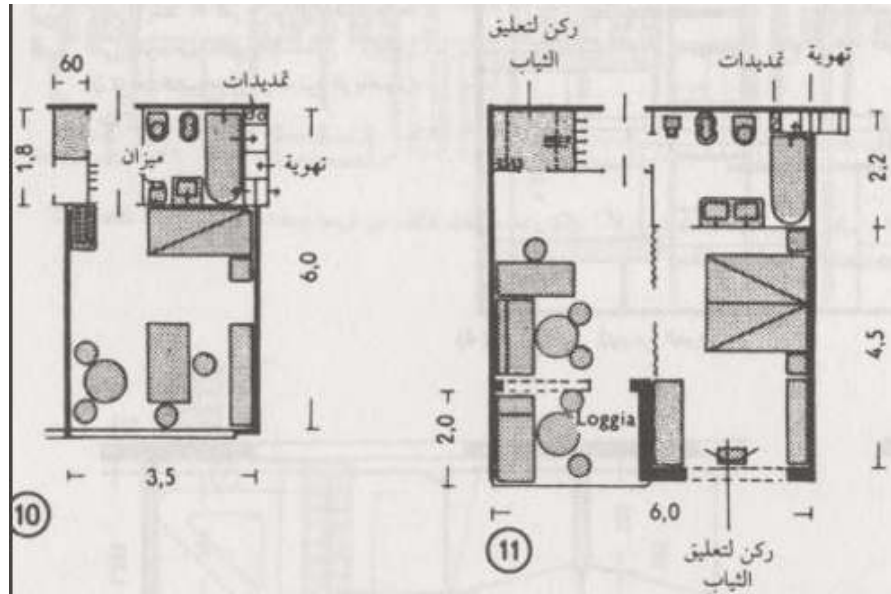 60
تمديدات
1,8
ميزان
تهوية
6,0
3,5
10
ركن لتعليق
الثياب
تمديدات
تهوية
2,2
4,5
2,0
Loggia
6,0
11
ركن لتعليق
الثياب